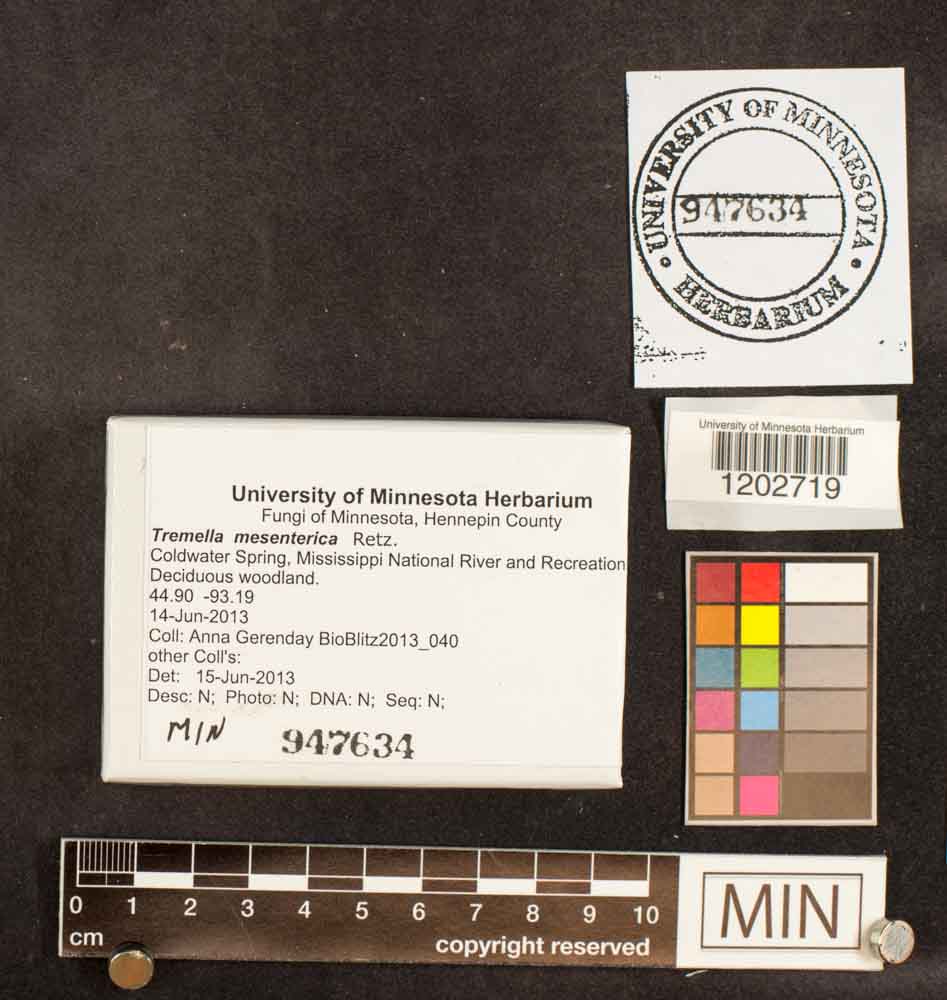 UNIVERSITY OF MINNESOTA
947634
HERBARIUM
University of Minnesota Herbarium
1202719
University of Minnesota Herbarium
Fungi of Minnesota, Hennepin County
Tremella mesenterica Retz.
Coldwater Spring, Mississippi National River and Recreation
Deciduous woodland.
44.90 -93.19
14-Jun-2013
Coll: Anna Gerenday BioBlitz2013_040
other Coll's:
Det: 15-Jun-2013
Desc: N; Photo: N; DNA: N; Seq: N;
MIN 947634
0 1 2 3 4 5 6 7 8 9 10
cm
copyright reserved
MIN